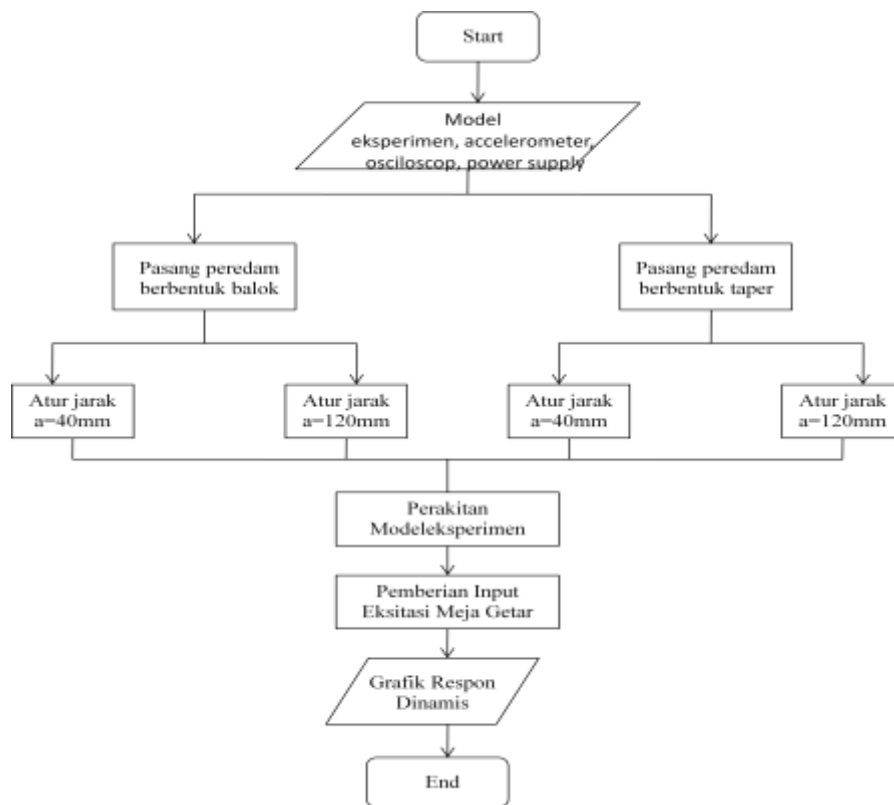 Start
Model
eksperimen, accelerometer,
osciloscop, power supply
Pasang peredam
berbentuk balok
Pasang peredam
berbentuk taper
Atur jarak
a=40mm
Atur jarak
a=120mm
Atur jarak
a=40mm
Atur jarak
a=120mm
Perakitan
Modeleksperimen
Pemberian Input
Eksitasi Meja Getar
Grafik Respon
Dinamis
End